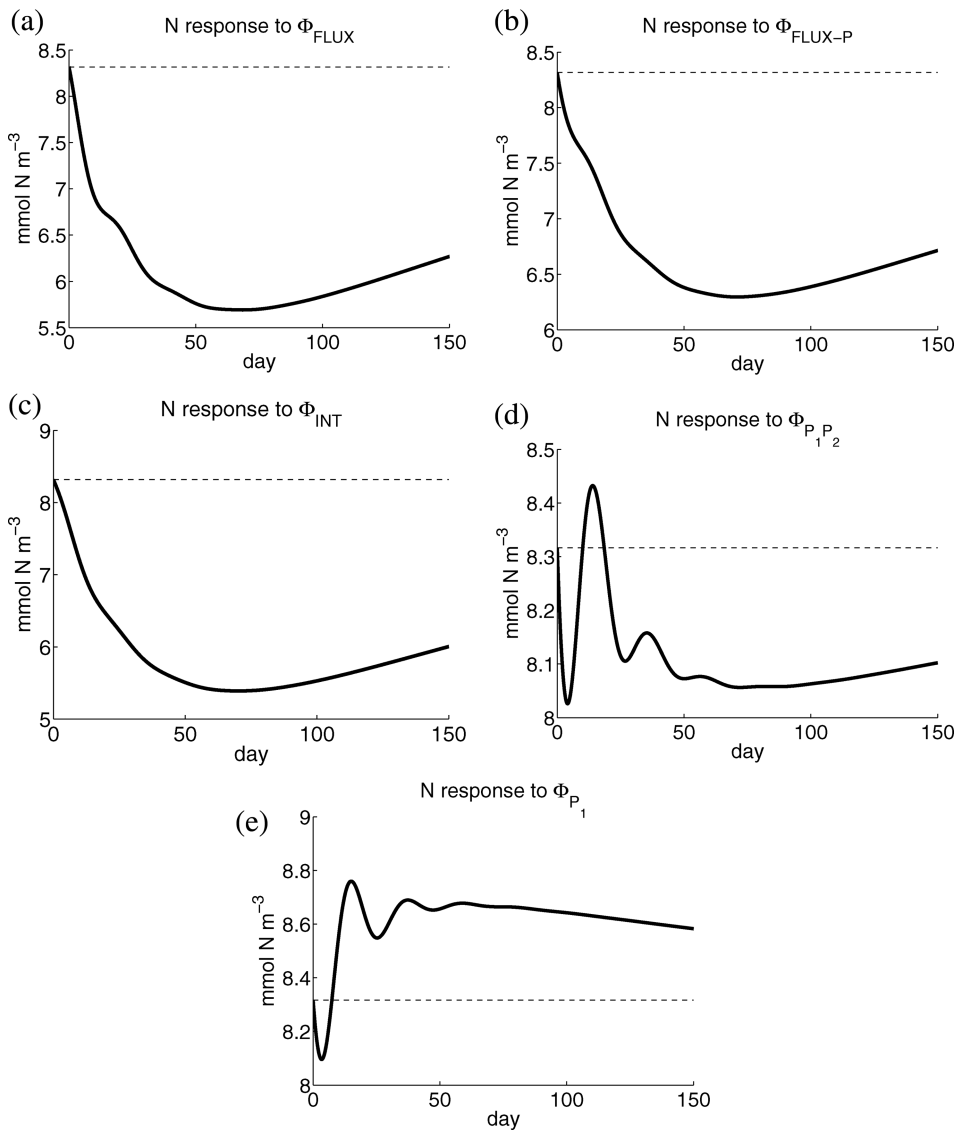 (a)
N response to Φ_FLUX
8.5
8
7.5
7
6.5
6
5.5
mmol N m⁻³
0 50 100 150
day
(b)
N response to Φ_FLUX−P
8.5
8
7.5
7
6.5
6
mmol N m⁻³
0 50 100 150
day
(c)
N response to Φ_INT
9
8
7
6
5
mmol N m⁻³
0 50 100 150
day
(d)
N response to Φ_P₁P₂
8.5
8.4
8.3
8.2
8.1
8
mmol N m⁻³
0 50 100 150
day
(e)
N response to Φ_P₁
9
8.8
8.6
8.4
8.2
8
mmol N m⁻³
0 50 100 150
day